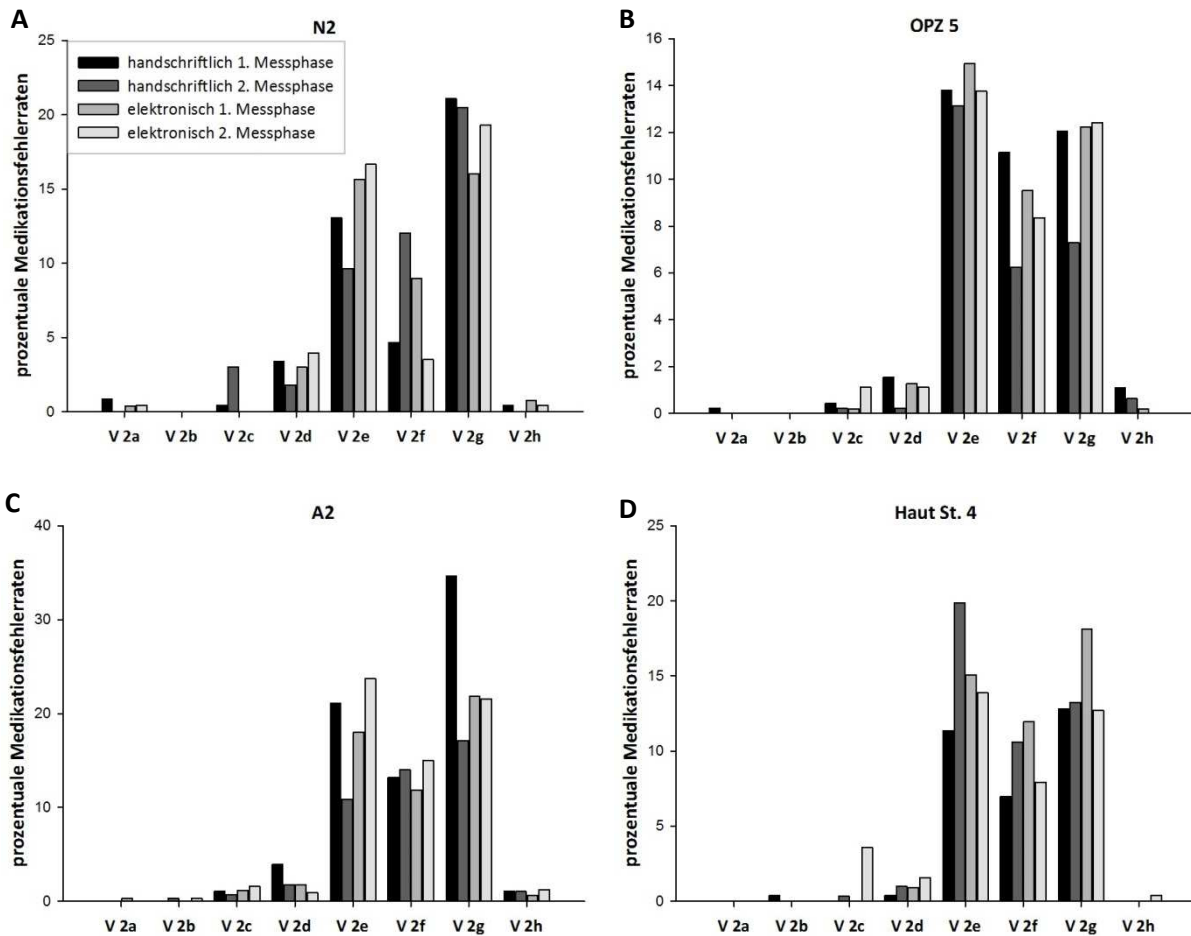 A
N2
prozentuale Medikationsfehlerraten
25
20
15
10
5
0
handschriftlich 1. Messphase
handschriftlich 2. Messphase
elektronisch 1. Messphase
elektronisch 2. Messphase
V 2a V 2b V 2c V 2d V 2e V 2f V 2g V 2h
B
OPZ 5
prozentuale Medikationsfehlerraten
16
14
12
10
8
6
4
2
0
V 2a V 2b V 2c V 2d V 2e V 2f V 2g V 2h
C
A2
prozentuale Medikationsfehlerraten
40
30
20
10
0
V 2a V 2b V 2c V 2d V 2e V 2f V 2g V 2h
D
Haut St. 4
prozentuale Medikationsfehlerraten
25
20
15
10
5
0
V 2a V 2b V 2c V 2d V 2e V 2f V 2g V 2h